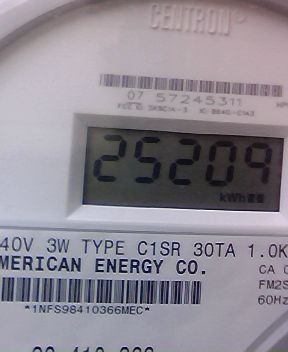 CENTRON®
07 57245311
25209
kWh
40V 3W TYPE C1SR 30TA 1.0K
MERICAN ENERGY CO.
CA 
FM2S
60Hz
*1NFS98410366MEC*